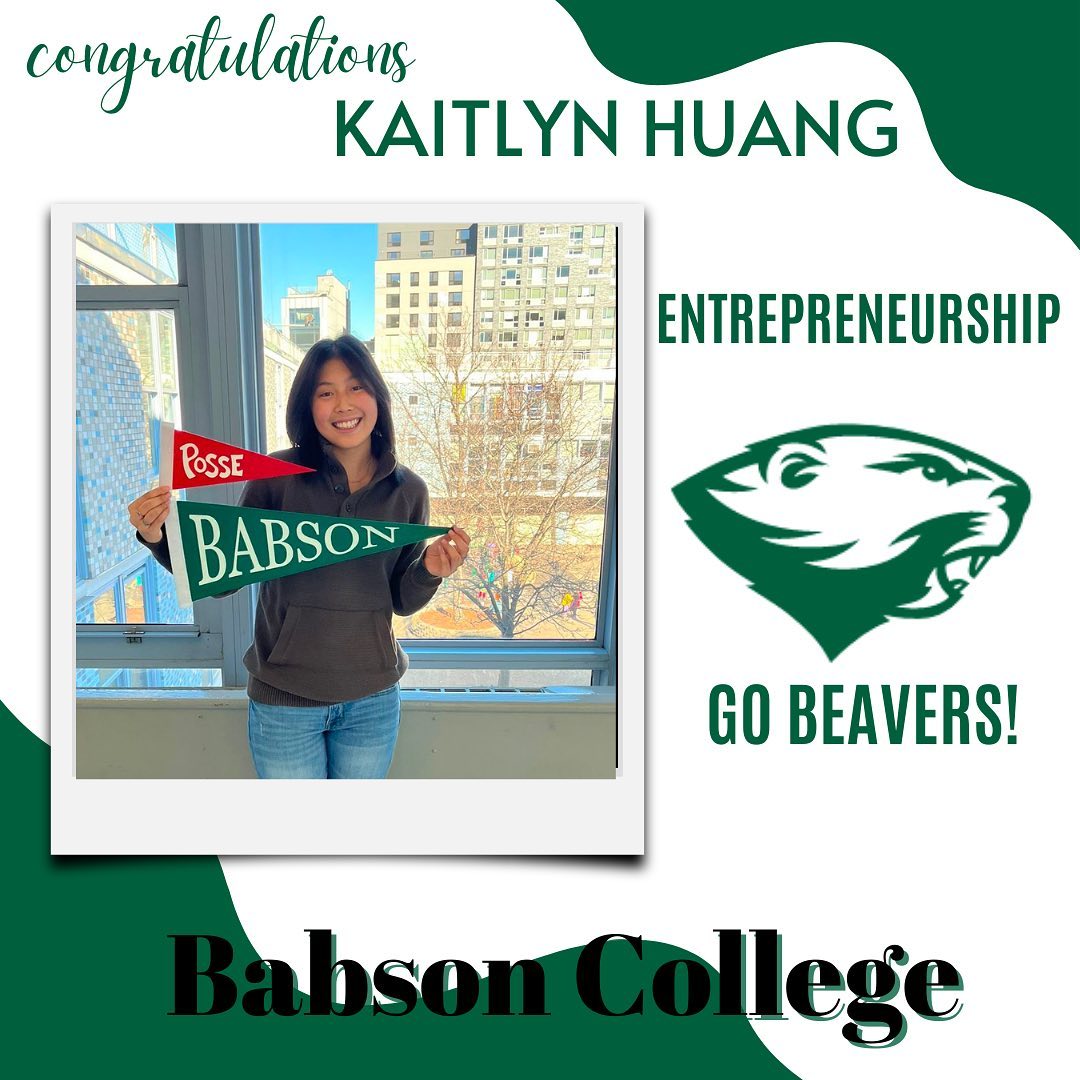 congratulations
KAITLYN HUANG
ENTREPRENEURSHIP
POSSE
BABSON
GO BEAVERS!
Babson College